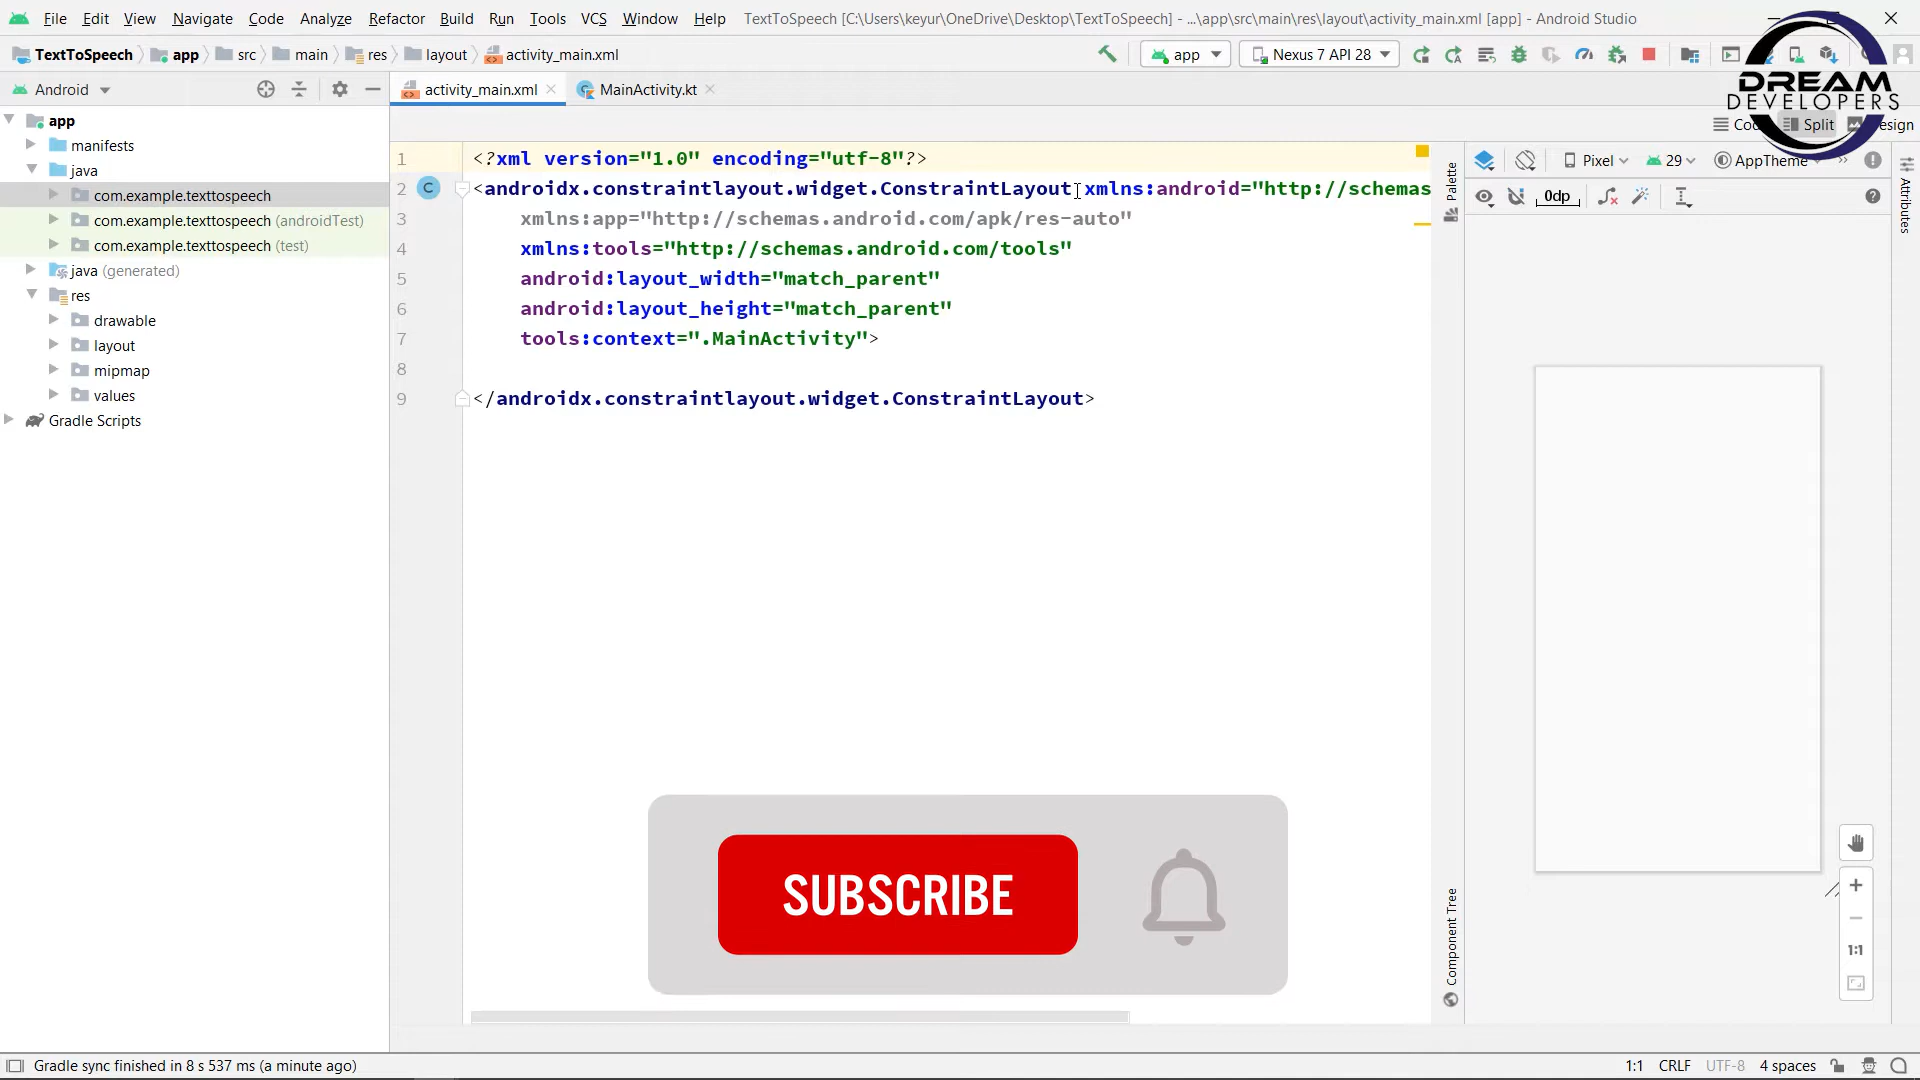 File Edit View Navigate Code Analyze Refactor Build Run Tools VCS Window Help TextToSpeech [C:\Users\keyur\OneDrive\Desktop\TextToSpeech] - ...\app\src\main\res\layout\activity_main.xml [app] - Android Studio
TextToSpeech app src main res layout activity_main.xml app Nexus 7 API 28
DREAM
DEVELOPERS
Android activity_main.xml MainActivity.kt
Split
app
manifests
java
com.example.texttospeech
com.example.texttospeech (androidTest)
com.example.texttospeech (test)
java (generated)
res
drawable
layout
mipmap
values
Gradle Scripts
1 <?xml version="1.0" encoding="utf-8"?>
2 C <androidx.constraintlayout.widget.ConstraintLayout xmlns:android="http://schemas
3 xmlns:app="http://schemas.android.com/apk/res-auto"
4 xmlns:tools="http://schemas.android.com/tools"
5 android:layout_width="match_parent"
6 android:layout_height="match_parent"
7 tools:context=".MainActivity">
8
9 </androidx.constraintlayout.widget.ConstraintLayout>
Palette
Pixel 29 AppTheme
0dp
Attributes
SUBSCRIBE
Component Tree
1:1
Gradle sync finished in 8 s 537 ms (a minute ago) 1:1 CRLF UTF-8 4 spaces